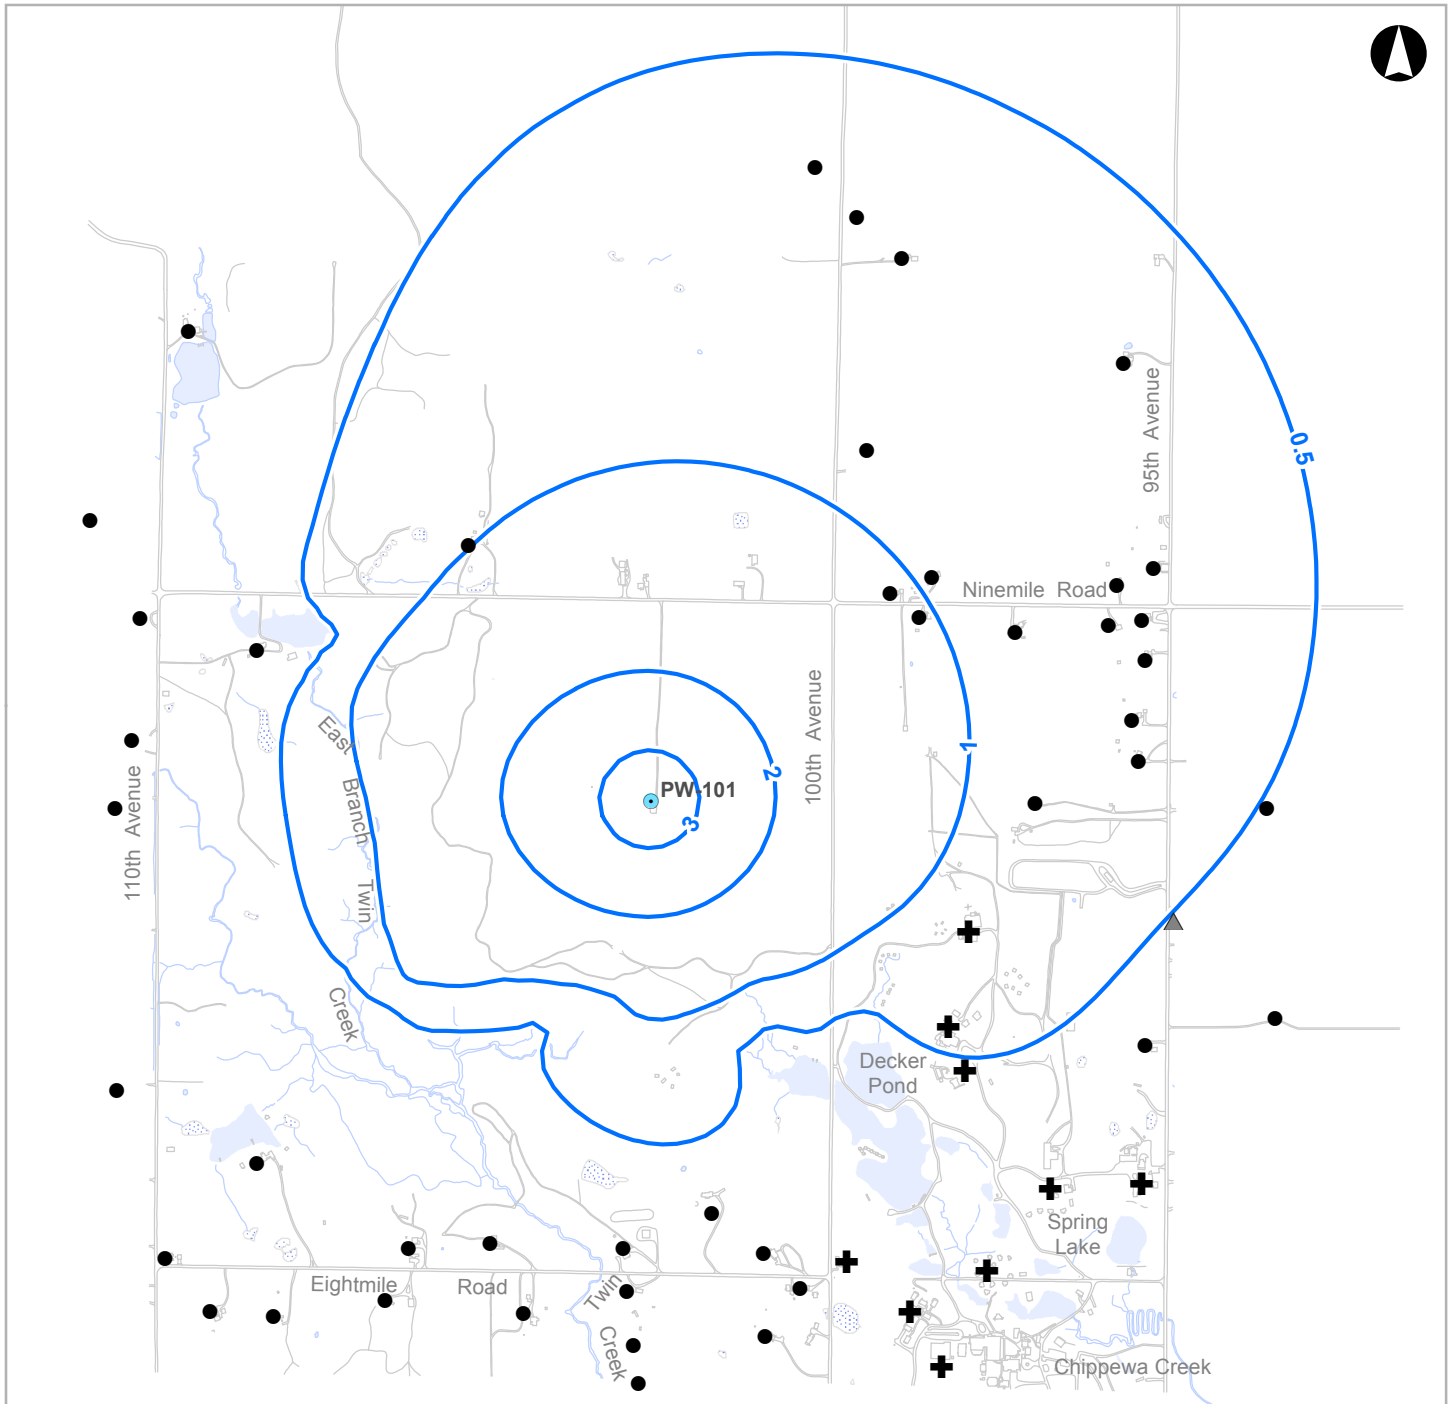 0.5
95th Avenue
Ninemile Road
100th Avenue
1
East Branch Twin Creek
2
PW-101
3
110th Avenue
Decker
Pond
Spring
Lake
Eightmile Road
Twin Creek
Chippewa Creek